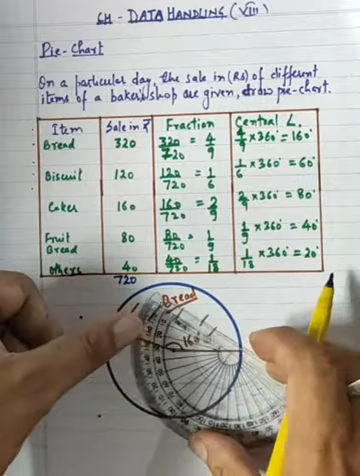 CH - DATA HANDLING (VIII)
Pie-Chart
On a particular day, the sale in (RS) of different
items of a baker's shop are given, draw pie-chart.
Item Sale in ₹ Fraction Central L.
Bread 320 320/720 = 4/9 4/9 × 360° = 160°
Biscuit 120 120/720 = 1/6 1/6 × 360° = 60°
Cakes 160 160/720 = 2/9 2/9 × 360° = 80°
Fruit Bread 80 80/720 = 1/9 1/9 × 360° = 40°
Others 40 40/720 = 1/18 1/18 × 360° = 20°
720
Bread
160